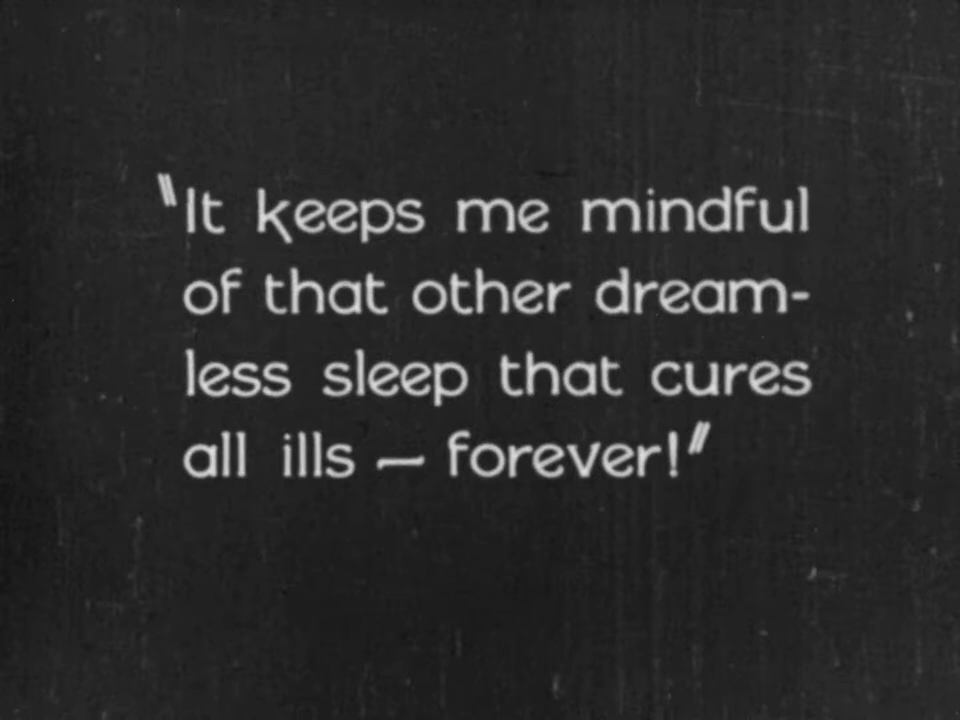 "It keeps me mindful
of that other dream-
less sleep that cures
all ills — forever!"